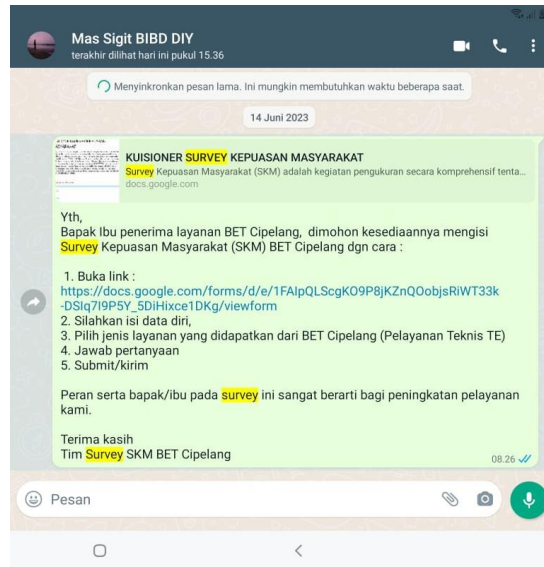 Mas Sigit BIBD DIY
terakhir dilihat hari ini pukul 15.36
Menyinkronkan pesan lama. Ini mungkin membutuhkan waktu beberapa saat.
14 Juni 2023
KUISIONER SURVEY KEPUASAN MASYARAKAT
Survey Kepuasan Masyarakat (SKM) adalah kegiatan pengukuran secara komprehensif tenta...
docs.google.com
Yth,
Bapak Ibu penerima layanan BET Cipelang, dimohon kesediaannya mengisi
Survey Kepuasan Masyarakat (SKM) BET Cipelang dgn cara :
1. Buka link :
https://docs.google.com/forms/d/e/1FAIpQLScgKO9P8jKZnQOobjsRiWT33k
-DSIq7I9P5Y_5DiHixce1DKg/viewform
2. Silahkan isi data diri,
3. Pilih jenis layanan yang didapatkan dari BET Cipelang (Pelayanan Teknis TE)
4. Jawab pertanyaan
5. Submit/kirim
Peran serta bapak/ibu pada survey ini sangat berarti bagi peningkatan pelayanan
kami.
Terima kasih
Tim Survey SKM BET Cipelang
08.26
Pesan